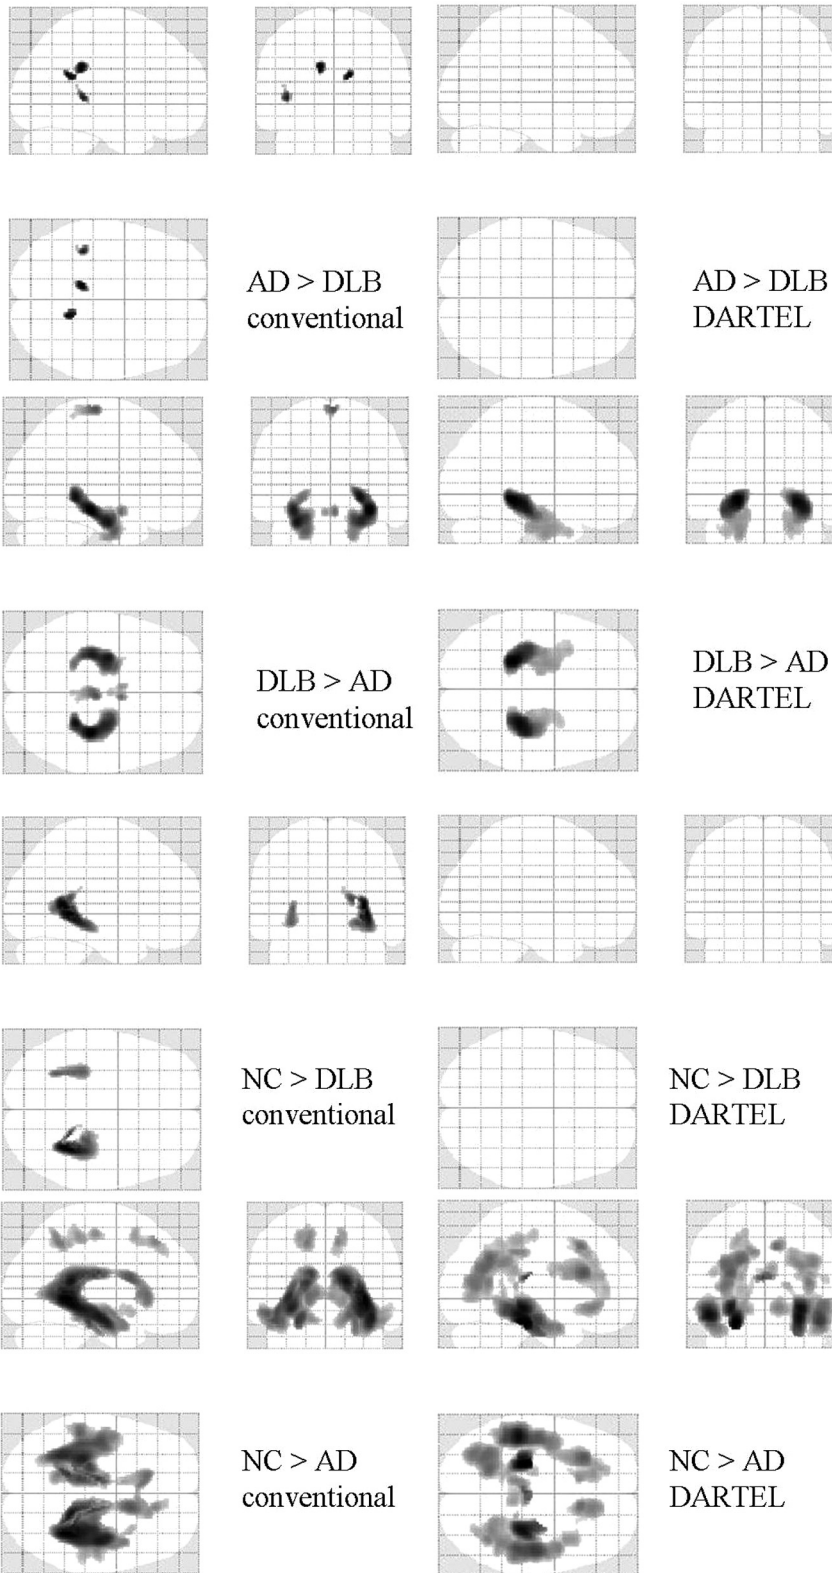 AD > DLB
conventional
AD > DLB
DARTEL
DLB > AD
conventional
DLB > AD
DARTEL
NC > DLB
conventional
NC > DLB
DARTEL
NC > AD
conventional
NC > AD
DARTEL